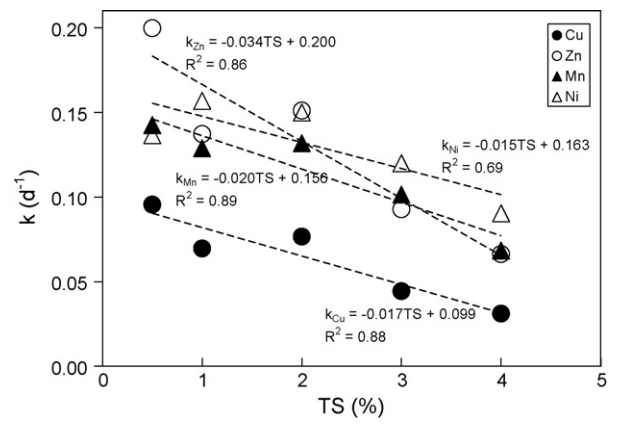 0.20
0.15
0.10
0.05
0.00
k (d⁻¹)
0 1 2 3 4 5
TS (%)
Cu
Zn
Mn
Ni
k_Zn = -0.034TS + 0.200
R² = 0.86
k_Ni = -0.015TS + 0.163
R² = 0.69
k_Mn = -0.020TS + 0.156
R² = 0.89
k_Cu = -0.017TS + 0.099
R² = 0.88